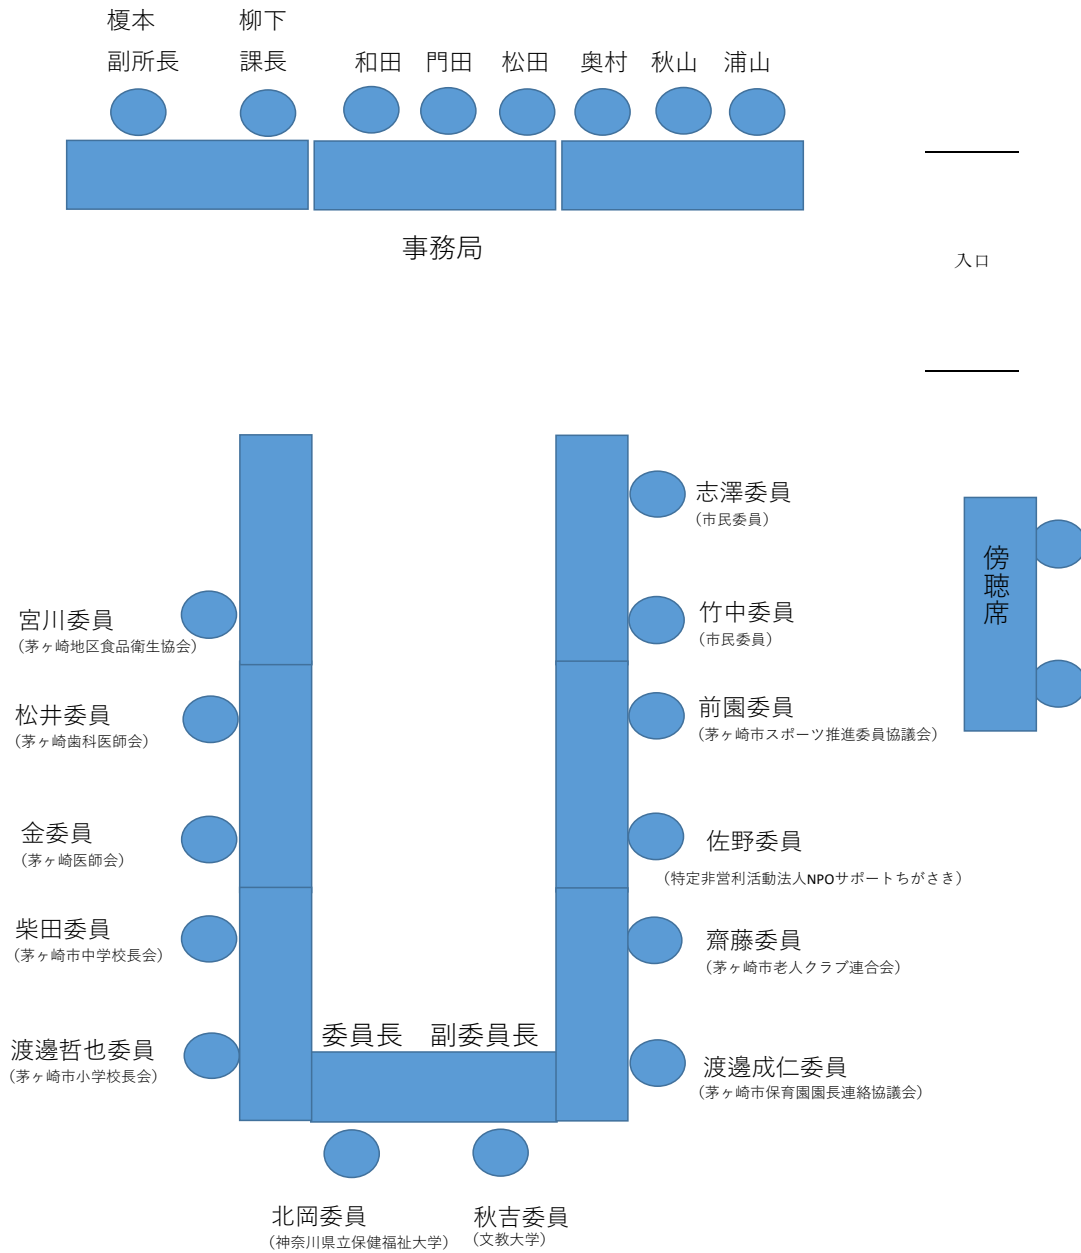 榎本
副所長
柳下
課長
和田
門田
松田
奥村
秋山
浦山
事務局
入口
志澤委員
(市民委員)
竹中委員
(市民委員)
前園委員
(茅ヶ崎市スポーツ推進委員協議会)
佐野委員
(特定非営利活動法人NPOサポートちがさき)
齋藤委員
(茅ヶ崎市老人クラブ連合会)
渡邊成仁委員
(茅ヶ崎市保育園園長連絡協議会)
傍聴席
宮川委員
(茅ヶ崎地区食品衛生協会)
松井委員
(茅ヶ崎歯科医師会)
金委員
(茅ヶ崎医師会)
柴田委員
(茅ヶ崎市中学校長会)
渡邊哲也委員
(茅ヶ崎市小学校長会)
委員長
副委員長
北岡委員
(神奈川県立保健福祉大学)
秋吉委員
(文教大学)